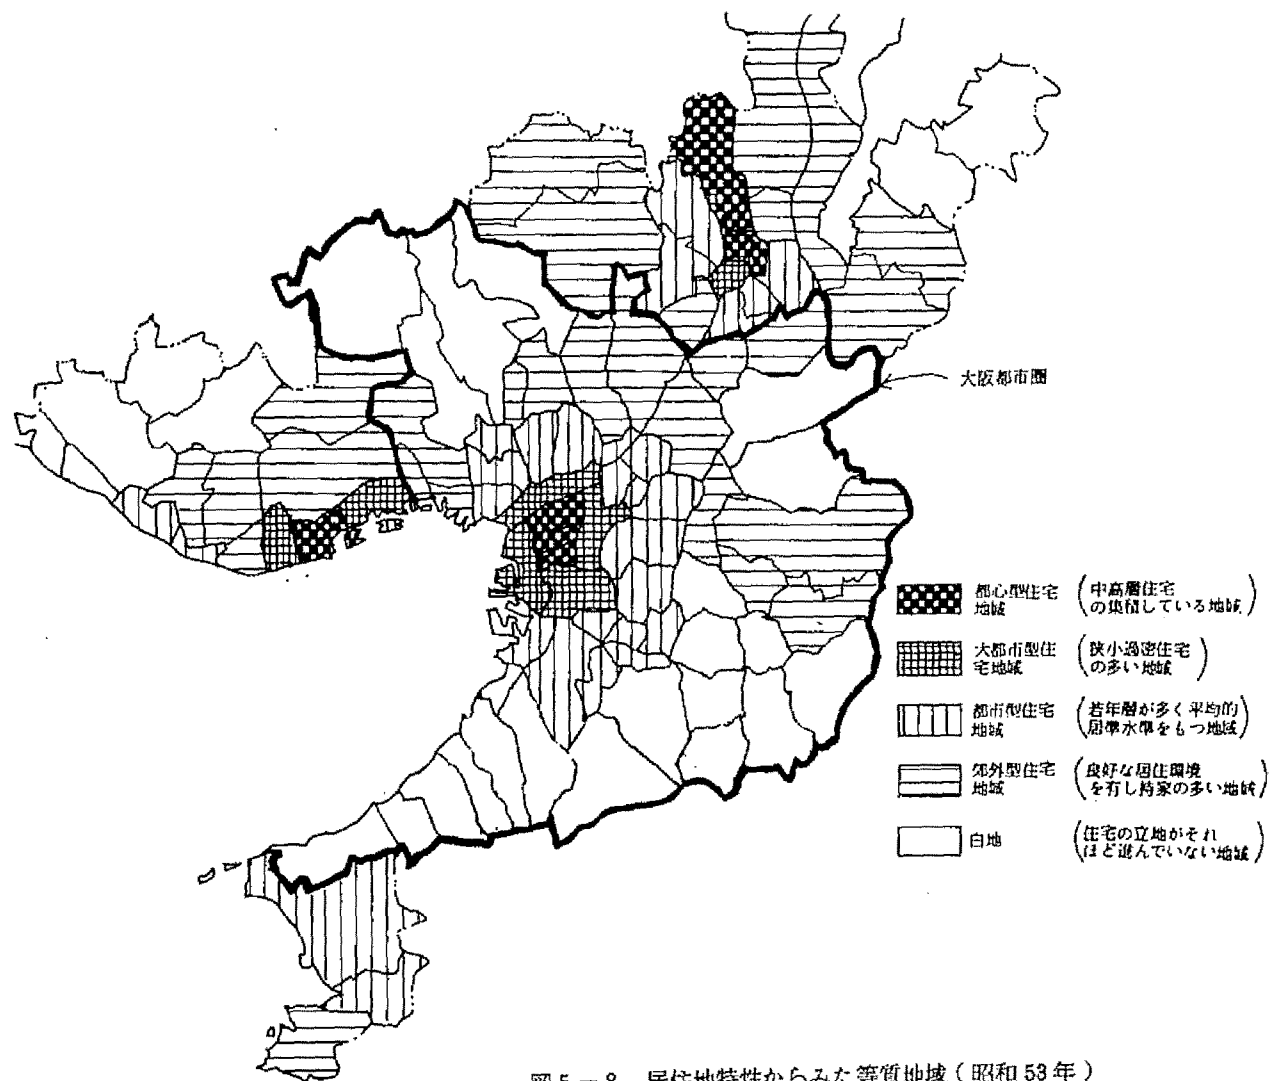 大阪都市圏
都心型住宅
地域
(中高層住宅
の集積している地域)
大都市型住
宅地域
(狭小過密住宅
の多い地域)
都市型住宅
地域
(若年層が多く平均的
居準水準をもつ地域)
郊外型住宅
地域
(良好な居住環境
を有し持家の多い地域)
白地
(住宅の立地がそれ
ほど進んでいない地域)
図5－8 居住地特性からみた等質地域(昭和53年)